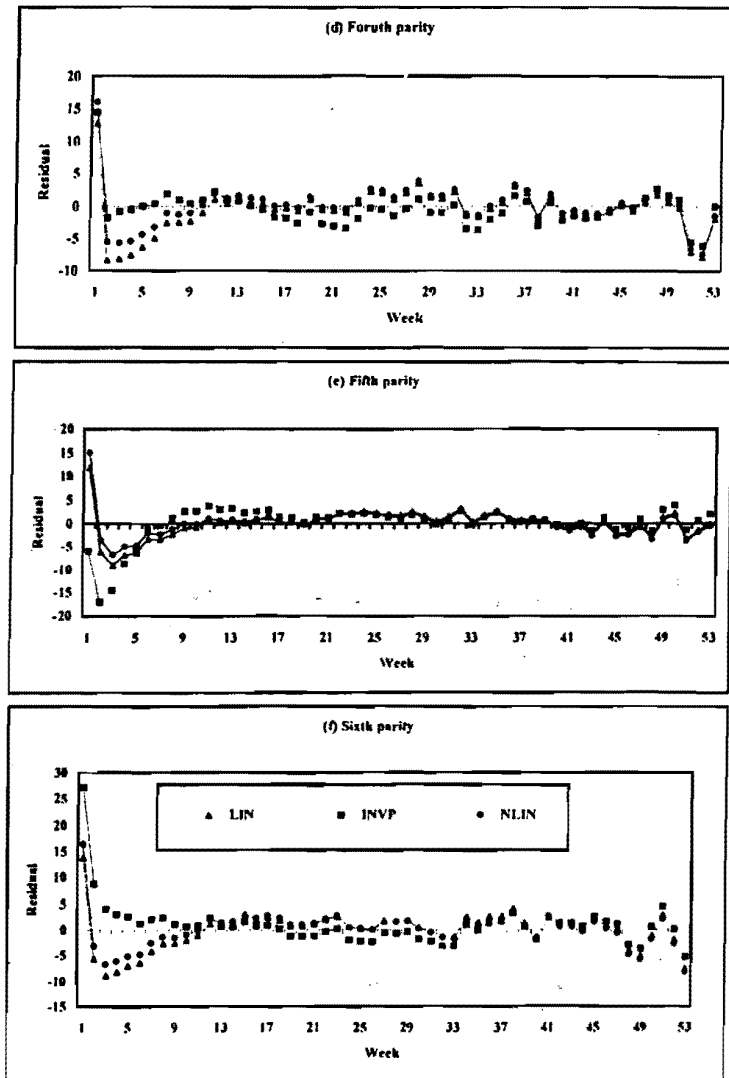 (d) Foruth parity
20
15
10
5
0
-5
-10
Residual
1 5 9 13 17 21 25 29 33 37 41 45 49 53
Week
(e) Fifth parity
20
15
10
5
0
-5
-10
-15
-20
Residual
1 5 9 13 17 21 25 29 33 37 41 45 49 53
Week
(f) Sixth parity
30
25
20
15
10
5
0
-5
-10
-15
Residual
LIN INVP NLIN
1 5 9 13 17 21 25 29 33 37 41 45 49 53
Week